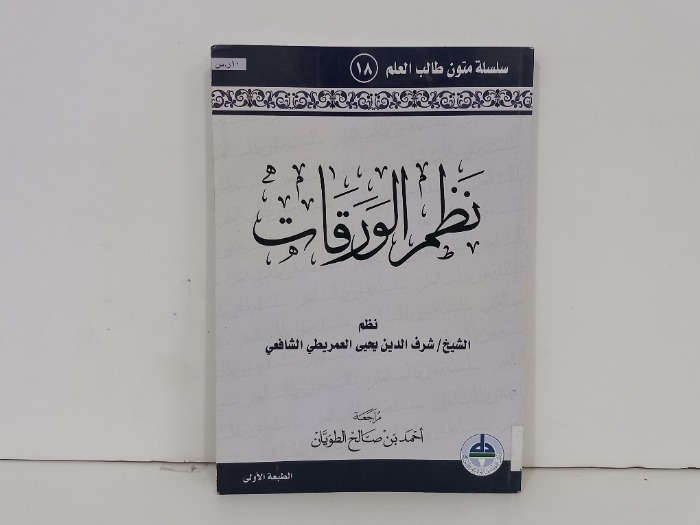 سلسلة متون طالب العلم ١٨
١٠ ر.س
نظم الورقات
نظم
الشيخ/ شرف الدين يحيى العمريطي الشافعي
مراجعة
أحمد بن صالح الطويان
الطبعة الأولى